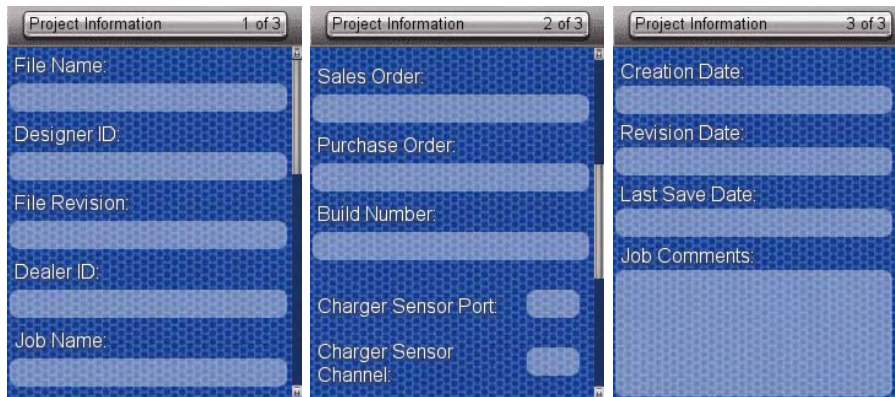 Project Information 1 of 3
File Name:
Designer ID:
File Revision:
Dealer ID:
Job Name:
Project Information 2 of 3
Sales Order:
Purchase Order:
Build Number:
Charger Sensor Port:
Charger Sensor
Channel:
Project Information 3 of 3
Creation Date:
Revision Date:
Last Save Date:
Job Comments: